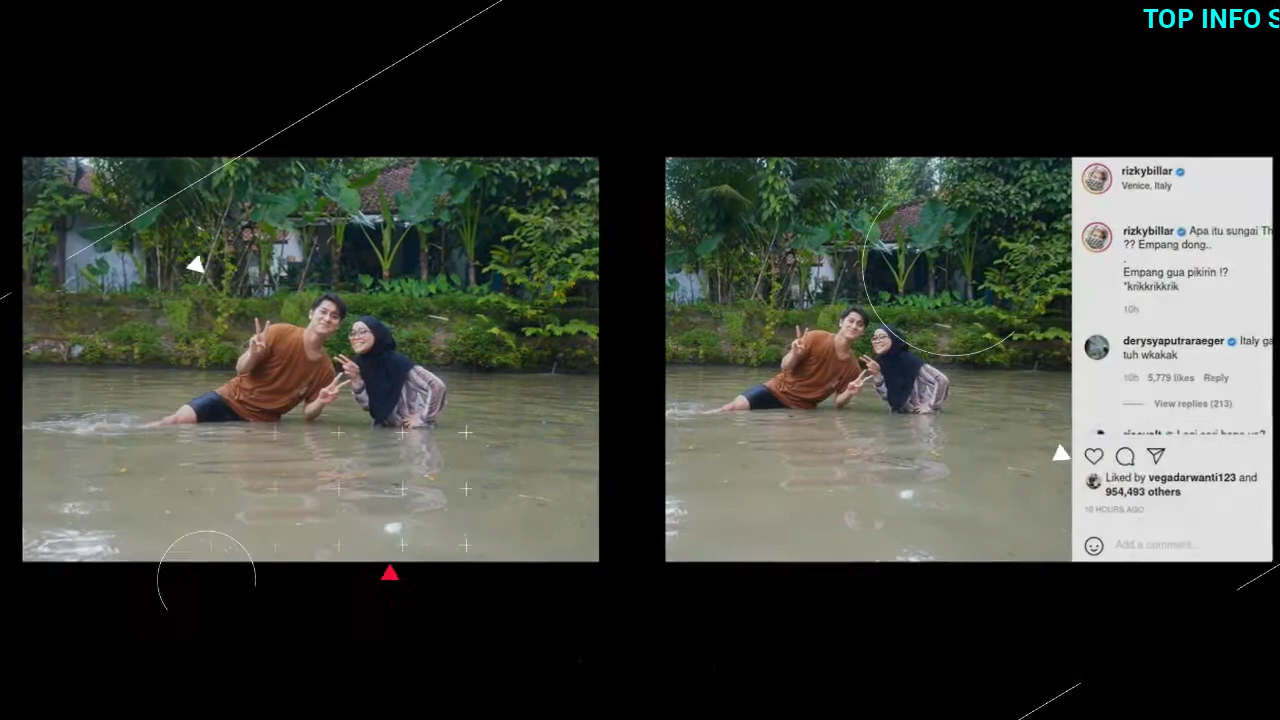 TOP INFO S
rizkybillar
Venice, Italy
rizkybillar Apa itu sungai Th
?? Empang dong..
.
Empang gua pikirin !?
*krikkrikkrik
10h
derysyaputraraeger Italy ga
tuh wkakak
10h 5,779 likes Reply
View replies (213)
Liked by vegadarwanti123 and
954,493 others
10 HOURS AGO
Add a comment...